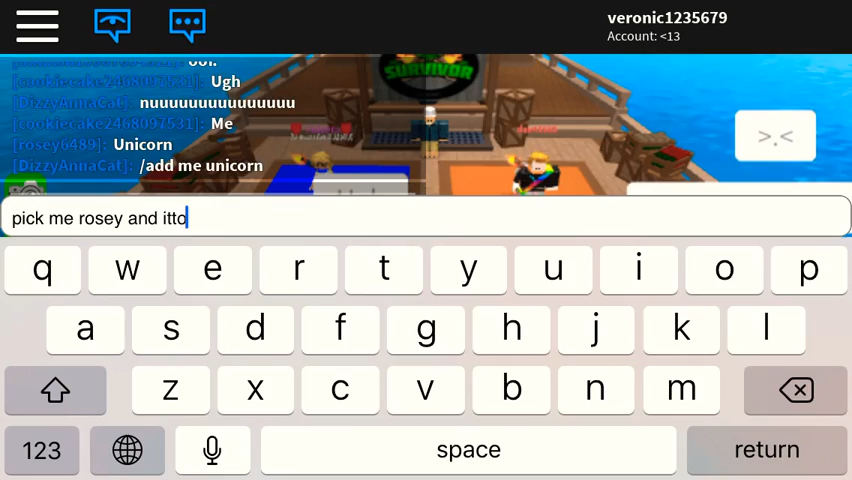 veronic1235679
Account: <13
[cookiecake2468097531]: Ugh
[DizzyAnnaCat]: nuuuuuuuuuuuuuuu
[cookiecake2468097531]: Me
[rosey6489]: Unicorn
[DizzyAnnaCat]: /add me unicorn
SURVIVOR
>.<
pick me rosey and itto
q w e r t y u i o p
a s d f g h j k l
z x c v b n m
123 space return